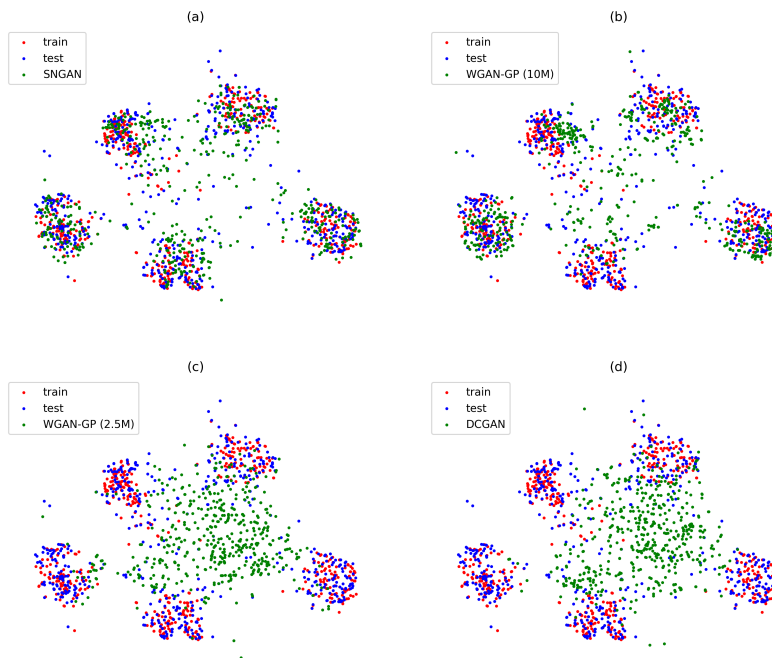 (a)
train
test
SNGAN
(b)
train
test
WGAN-GP (10M)
(c)
train
test
WGAN-GP (2.5M)
(d)
train
test
DCGAN